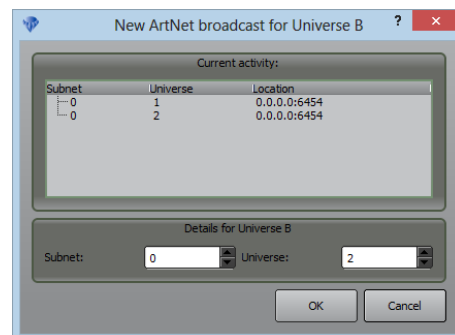 New ArtNet broadcast for Universe B ? ×
Current activity:
Subnet Universe Location
0 1 0.0.0.0:6454
0 2 0.0.0.0:6454
Details for Universe B
Subnet: 0 Universe: 2
OK Cancel